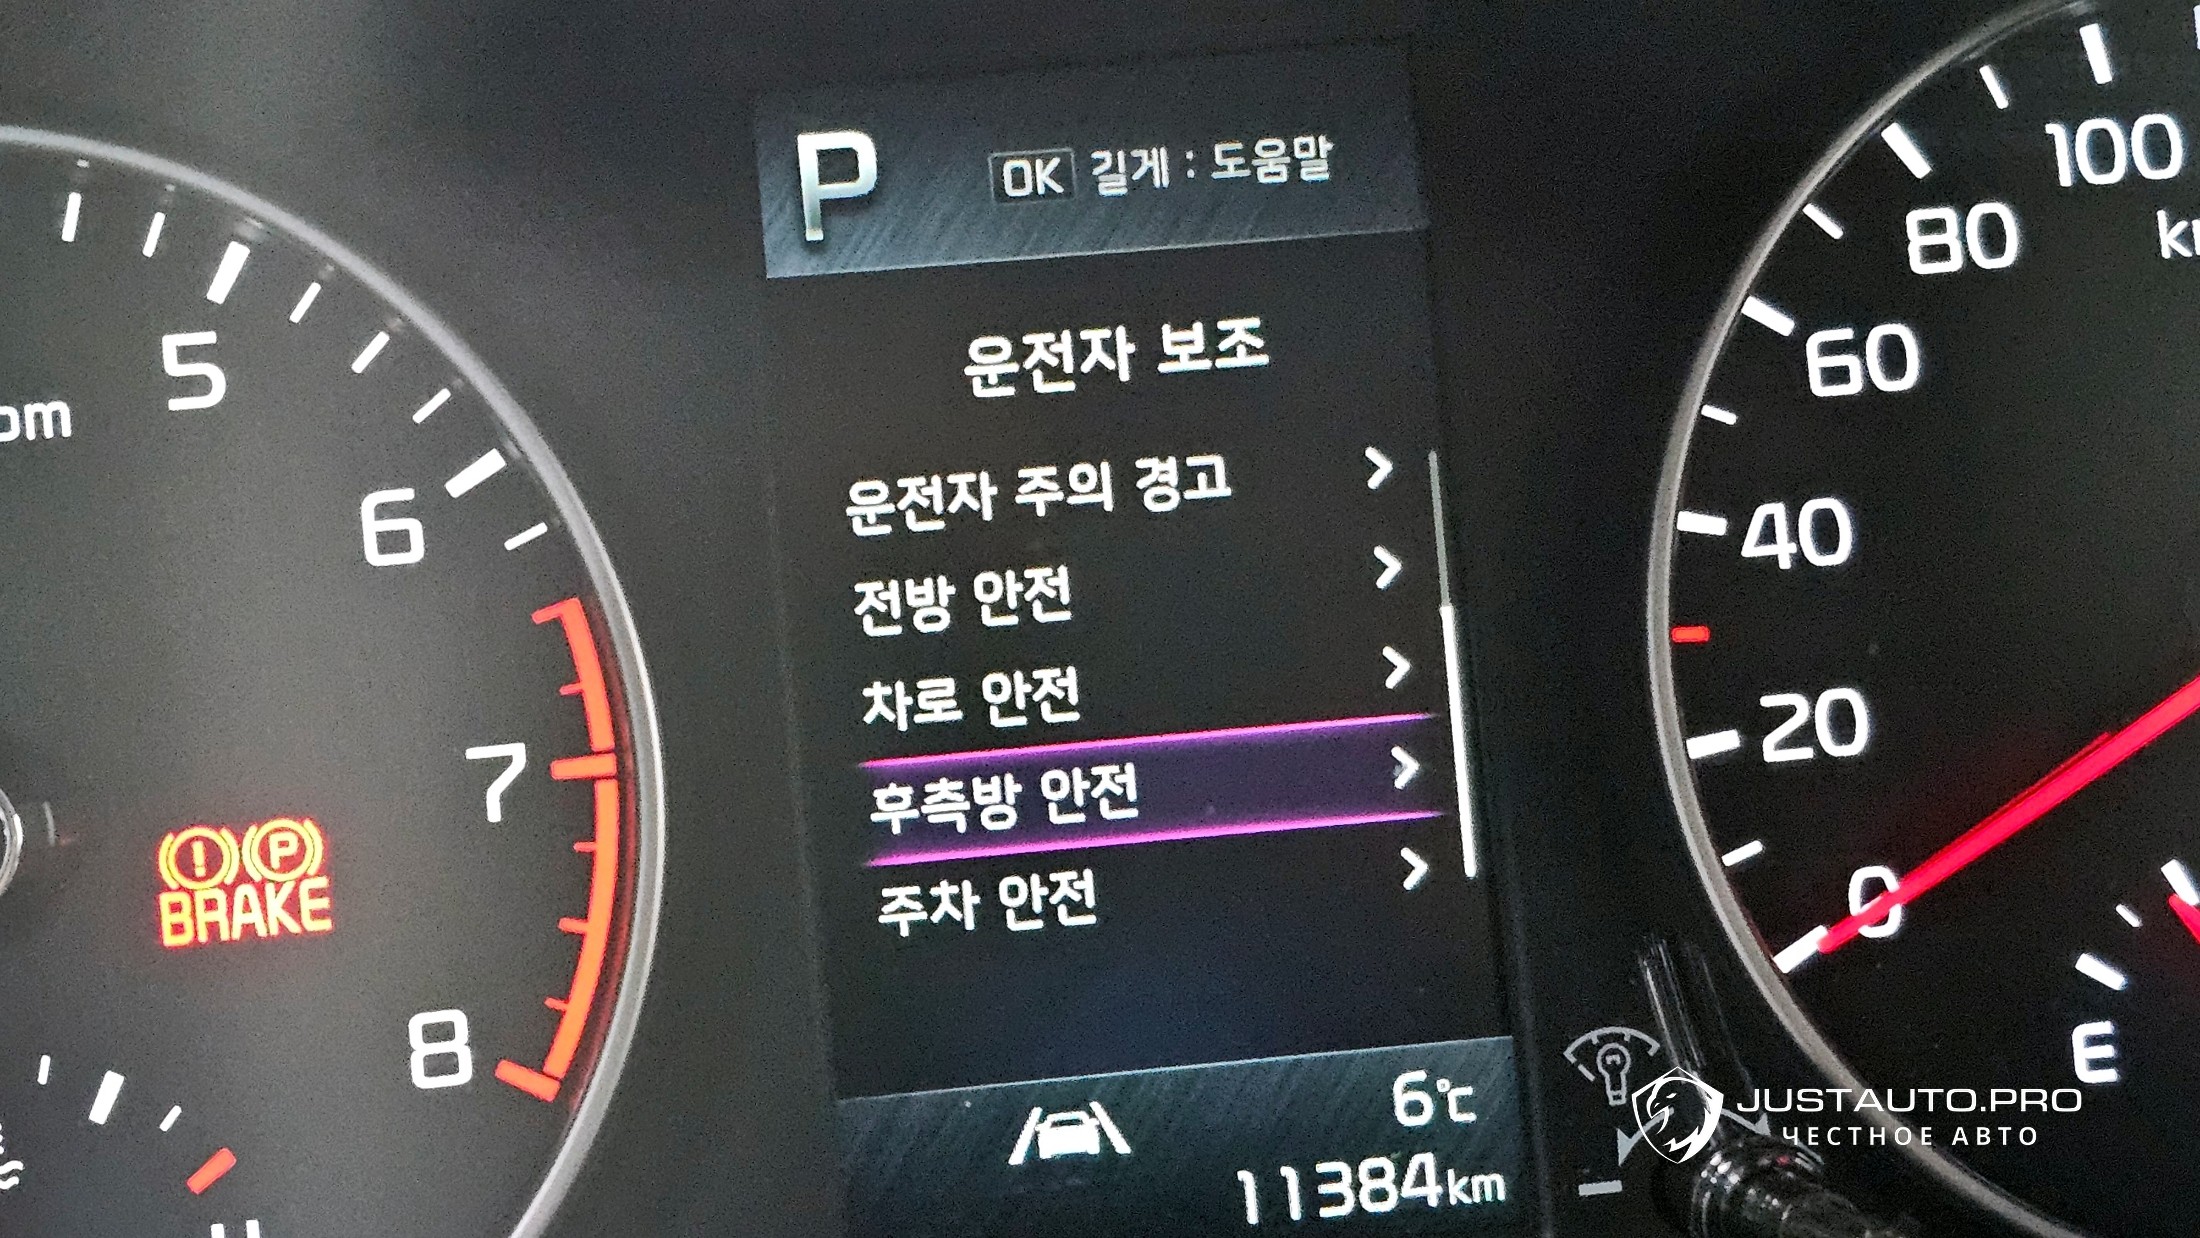 P
OK 길게 : 도움말
운전자 보조
운전자 주의 경고
전방 안전
차로 안전
후측방 안전
주차 안전
6℃
11384km
5
6
7
8
! P
BRAKE
100
80
60
40
20
0
E
JUSTAUTO.PRO
ЧЕСТНОЕ АВТО